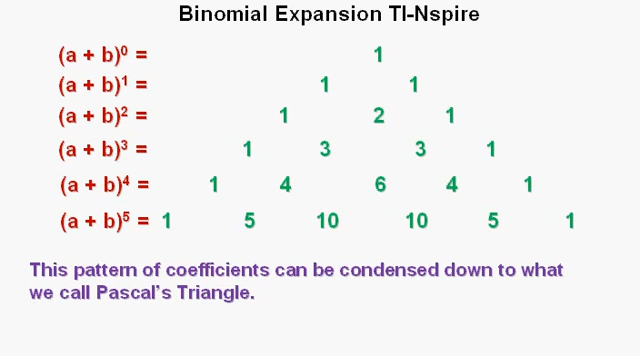 Binomial Expansion TI-Nspire
(a + b)⁰ = 1
(a + b)¹ = 1 1
(a + b)² = 1 2 1
(a + b)³ = 1 3 3 1
(a + b)⁴ = 1 4 6 4 1
(a + b)⁵ = 1 5 10 10 5 1
This pattern of coefficients can be condensed down to what
we call Pascal's Triangle.